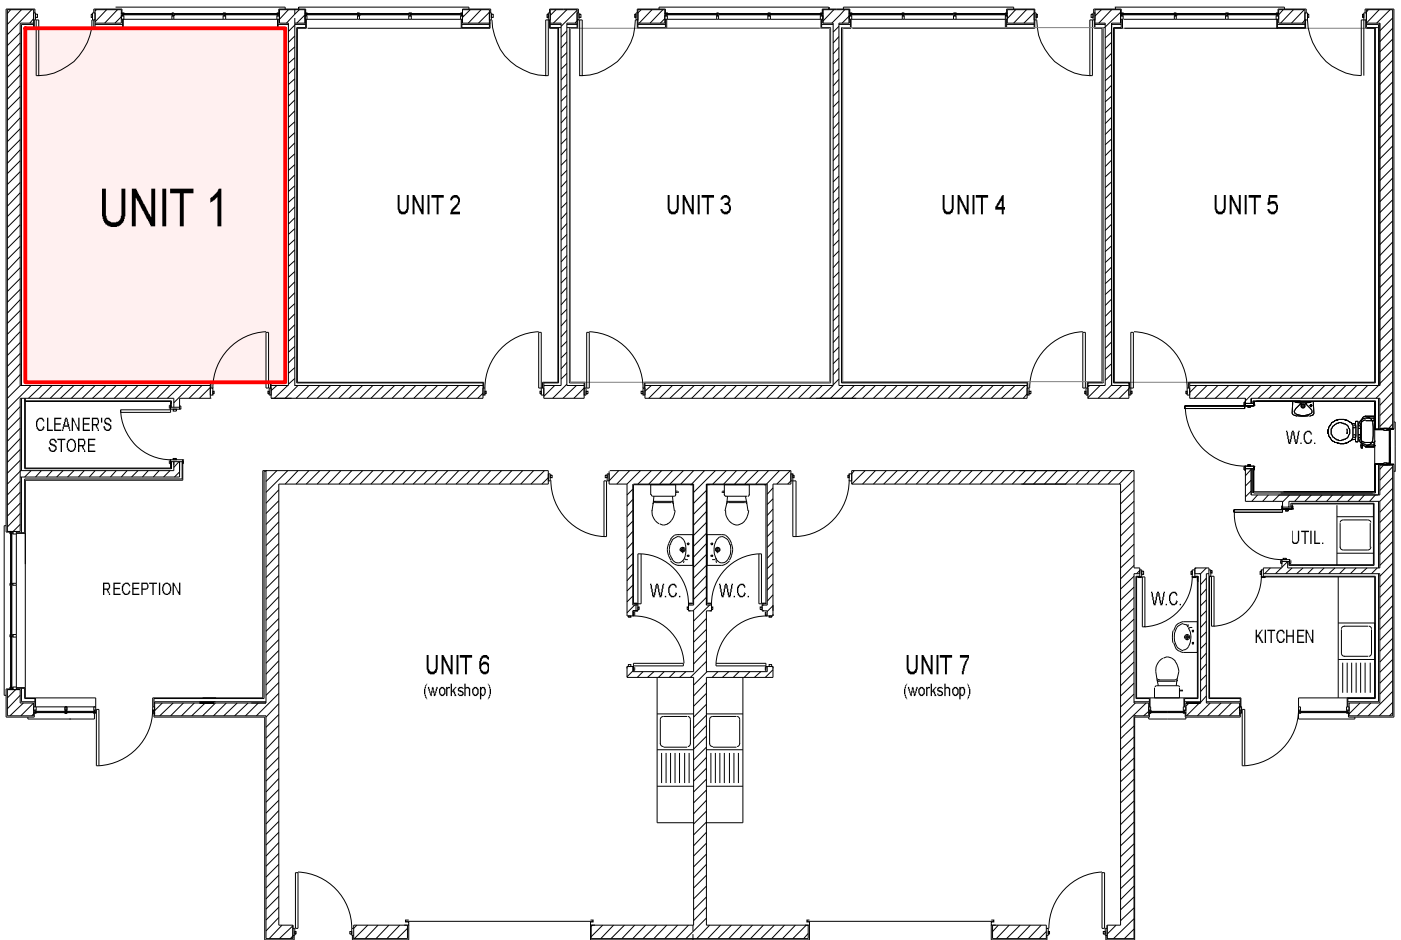 UNIT 1
UNIT 2
UNIT 3
UNIT 4
UNIT 5
CLEANER'S
STORE
W.C.
UTIL.
RECEPTION
W.C.
W.C.
W.C.
KITCHEN
UNIT 6
(workshop)
UNIT 7
(workshop)